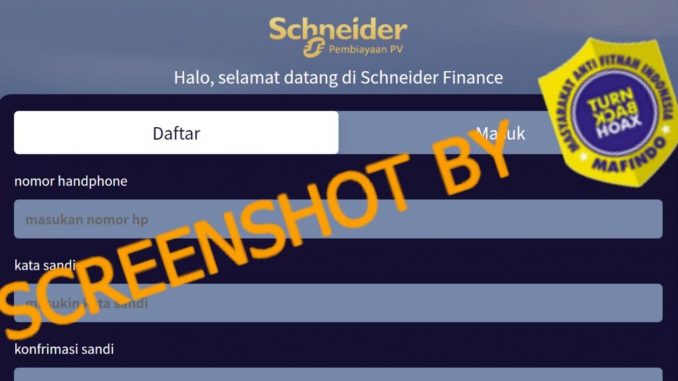 Schneider
Pembiayaan PV
Halo, selamat datang di Schneider Finance
Daftar
Masuk
nomor handphone
masukan nomor hp
kata sandi
masukin kata sandi
konfrimasi sandi
SCREENSHOT BY
MASYARAKAT ANTI FITNAH INDONESIA
TURN
BACK
HOAX
MAFINDO